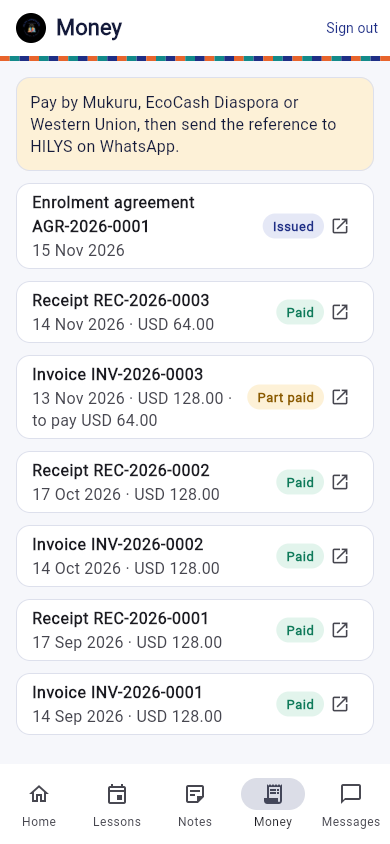 Money
Sign out
Pay by Mukuru, EcoCash Diaspora or
Western Union, then send the reference to
HILYS on WhatsApp.
Enrolment agreement
AGR-2026-0001
15 Nov 2026
Issued
Receipt REC-2026-0003
14 Nov 2026 · USD 64.00
Paid
Invoice INV-2026-0003
13 Nov 2026 · USD 128.00 ·
to pay USD 64.00
Part paid
Receipt REC-2026-0002
17 Oct 2026 · USD 128.00
Paid
Invoice INV-2026-0002
14 Oct 2026 · USD 128.00
Paid
Receipt REC-2026-0001
17 Sep 2026 · USD 128.00
Paid
Invoice INV-2026-0001
14 Sep 2026 · USD 128.00
Paid
Home
Lessons
Notes
Money
Messages